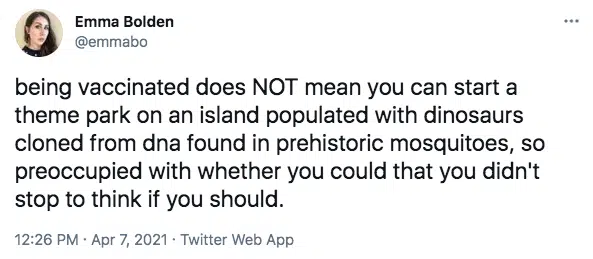 Emma Bolden
@emmabo
being vaccinated does NOT mean you can start a
theme park on an island populated with dinosaurs
cloned from dna found in prehistoric mosquitoes, so
preoccupied with whether you could that you didn't
stop to think if you should.
12:26 PM · Apr 7, 2021 · Twitter Web App